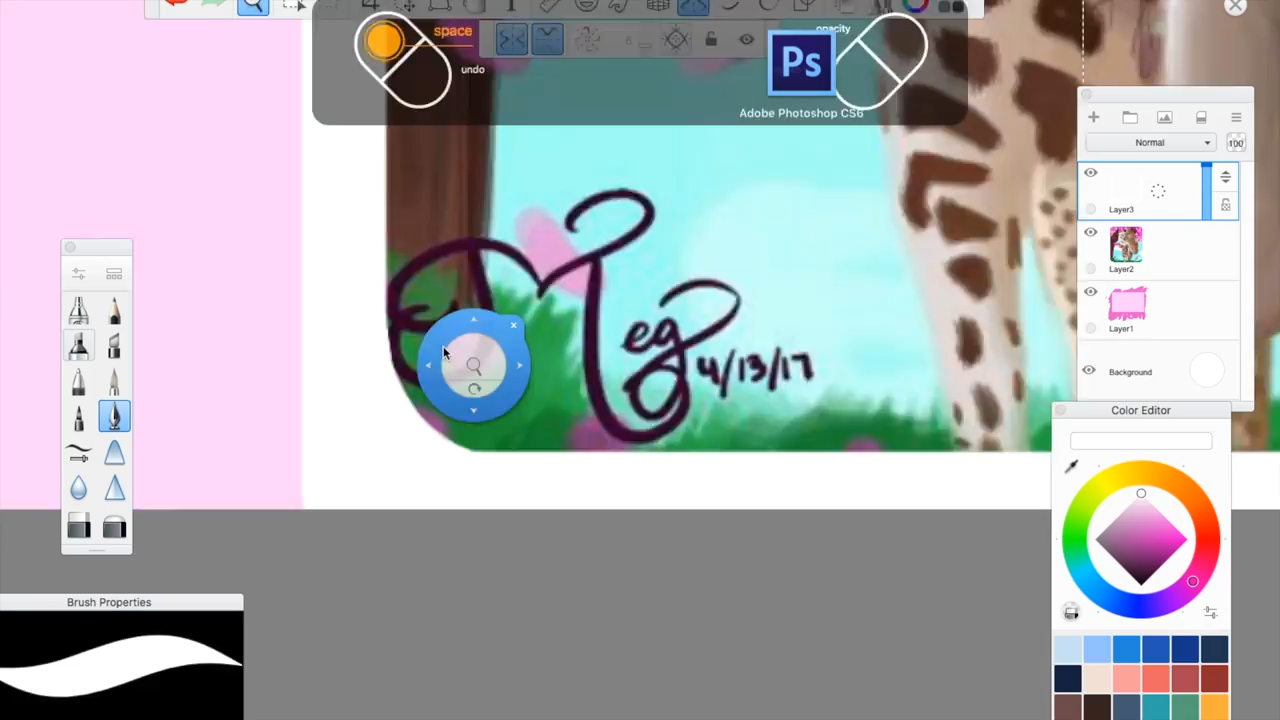 space
opacity
undo
Ps
Adobe Photoshop CS6
Normal
100
Layer3
Layer2
Layer1
Background
Meg
4/13/17
Color Editor
Brush Properties